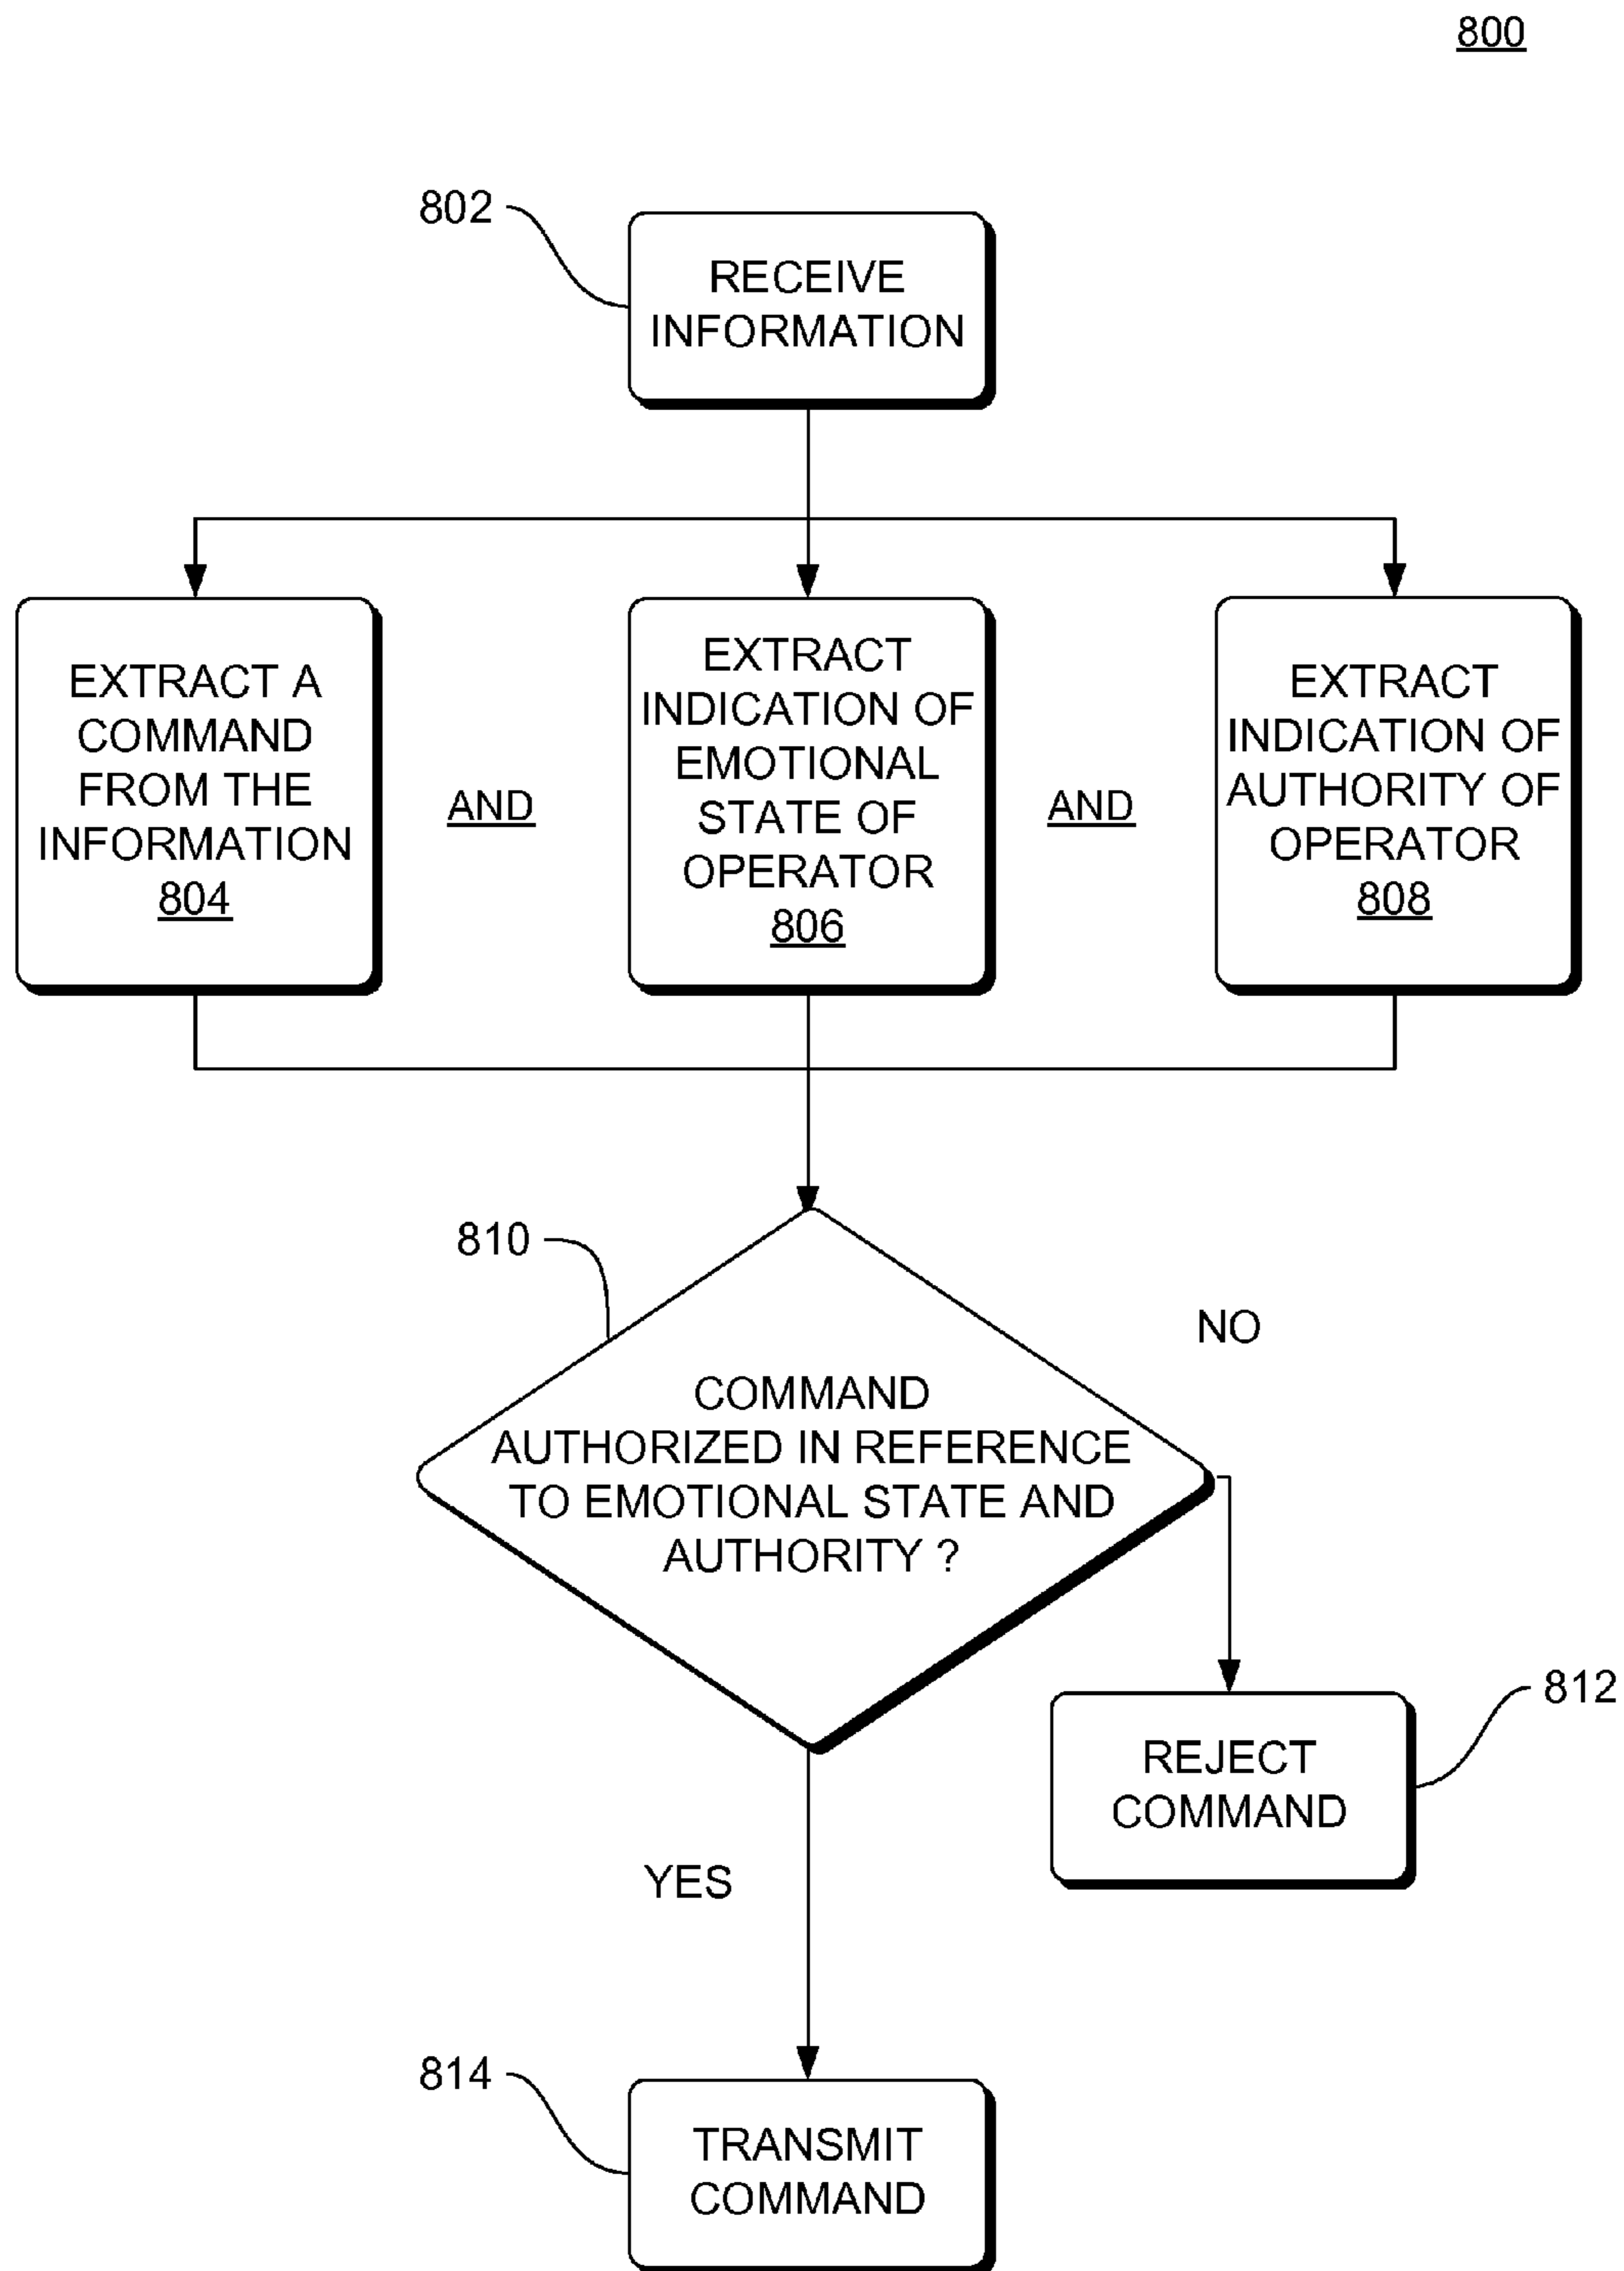 800
802
RECEIVE
INFORMATION
EXTRACT A
COMMAND
FROM THE
INFORMATION
804
AND
EXTRACT
INDICATION OF
EMOTIONAL
STATE OF
OPERATOR
806
AND
EXTRACT
INDICATION OF
AUTHORITY OF
OPERATOR
808
810
COMMAND
AUTHORIZED IN REFERENCE
TO EMOTIONAL STATE AND
AUTHORITY ?
NO
812
REJECT
COMMAND
YES
814
TRANSMIT
COMMAND